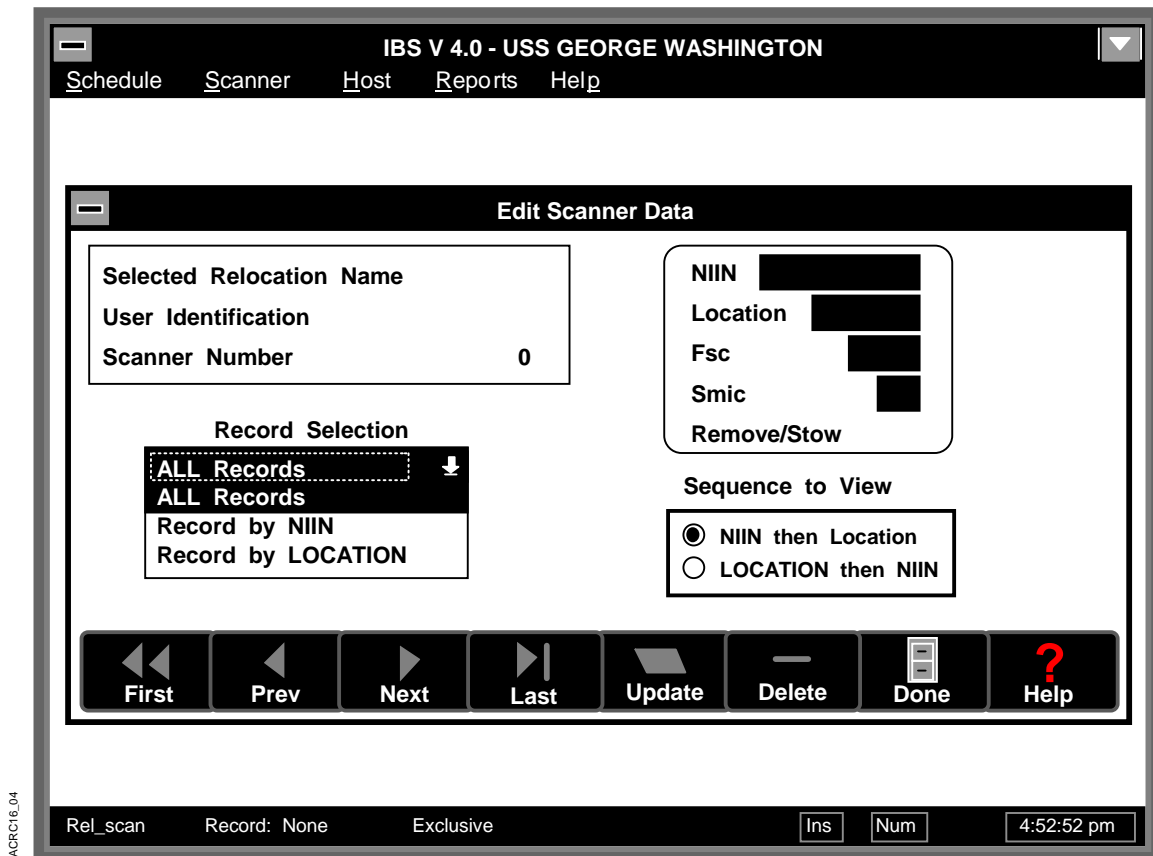 IBS V 4.0 - USS GEORGE WASHINGTON
Schedule Scanner Host Reports Help
Edit Scanner Data
Selected Relocation Name
User Identification
Scanner Number 0
NIIN
Location
Fsc
Smic
Remove/Stow
Record Selection
ALL Records
ALL Records
Record by NIIN
Record by LOCATION
Sequence to View
NIIN then Location
LOCATION then NIIN
First Prev Next Last Update Delete Done ? Help
Rel_scan Record: None Exclusive Ins Num 4:52:52 pm
ACRC16_04